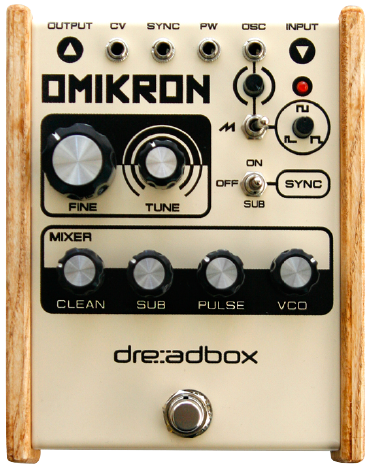 OUTPUT CV SYNC PW OSC INPUT
OMIKRON
ON
OFF SYNC
SUB
FINE TUNE
MIXER
CLEAN SUB PULSE VCO
dre:adbox